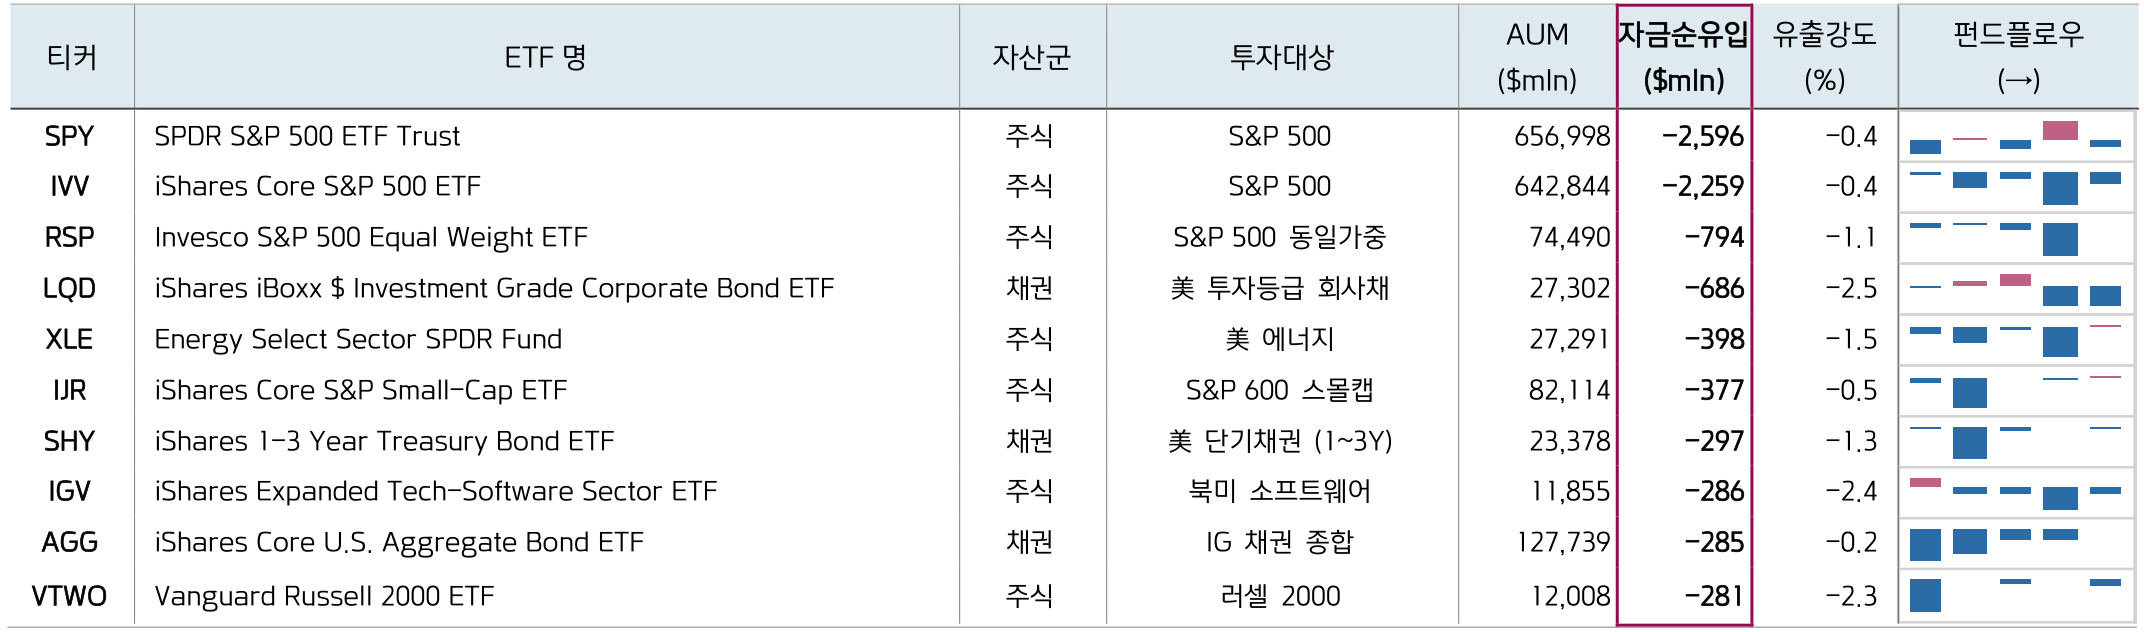 티커 ETF 명 자산군 투자대상 AUM ($mln) 자금순유입 ($mln) 유출강도 (%) 펀드플로우 (→)
SPY SPDR S&P 500 ETF Trust 주식 S&P 500 656,998 -2,596 -0.4
IVV iShares Core S&P 500 ETF 주식 S&P 500 642,844 -2,259 -0.4
RSP Invesco S&P 500 Equal Weight ETF 주식 S&P 500 동일가중 74,490 -794 -1.1
LQD iShares iBoxx $ Investment Grade Corporate Bond ETF 채권 美 투자등급 회사채 27,302 -686 -2.5
XLE Energy Select Sector SPDR Fund 주식 美 에너지 27,291 -398 -1.5
IJR iShares Core S&P Small-Cap ETF 주식 S&P 600 스몰캡 82,114 -377 -0.5
SHY iShares 1-3 Year Treasury Bond ETF 채권 美 단기채권 (1~3Y) 23,378 -297 -1.3
IGV iShares Expanded Tech-Software Sector ETF 주식 북미 소프트웨어 11,855 -286 -2.4
AGG iShares Core U.S. Aggregate Bond ETF 채권 IG 채권 종합 127,739 -285 -0.2
VTWO Vanguard Russell 2000 ETF 주식 러셀 2000 12,008 -281 -2.3